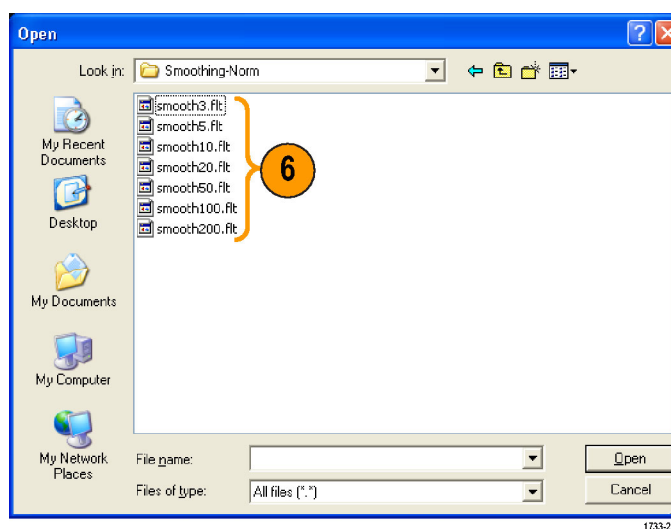 Open
Look in: Smoothing-Norm
My Recent
Documents
Desktop
My Documents
My Computer
My Network
Places
smooth3.flt
smooth5.flt
smooth10.flt
smooth20.flt
smooth50.flt
smooth100.flt
smooth200.flt
6
File name:
Open
Files of type: All files (*.*)
Cancel